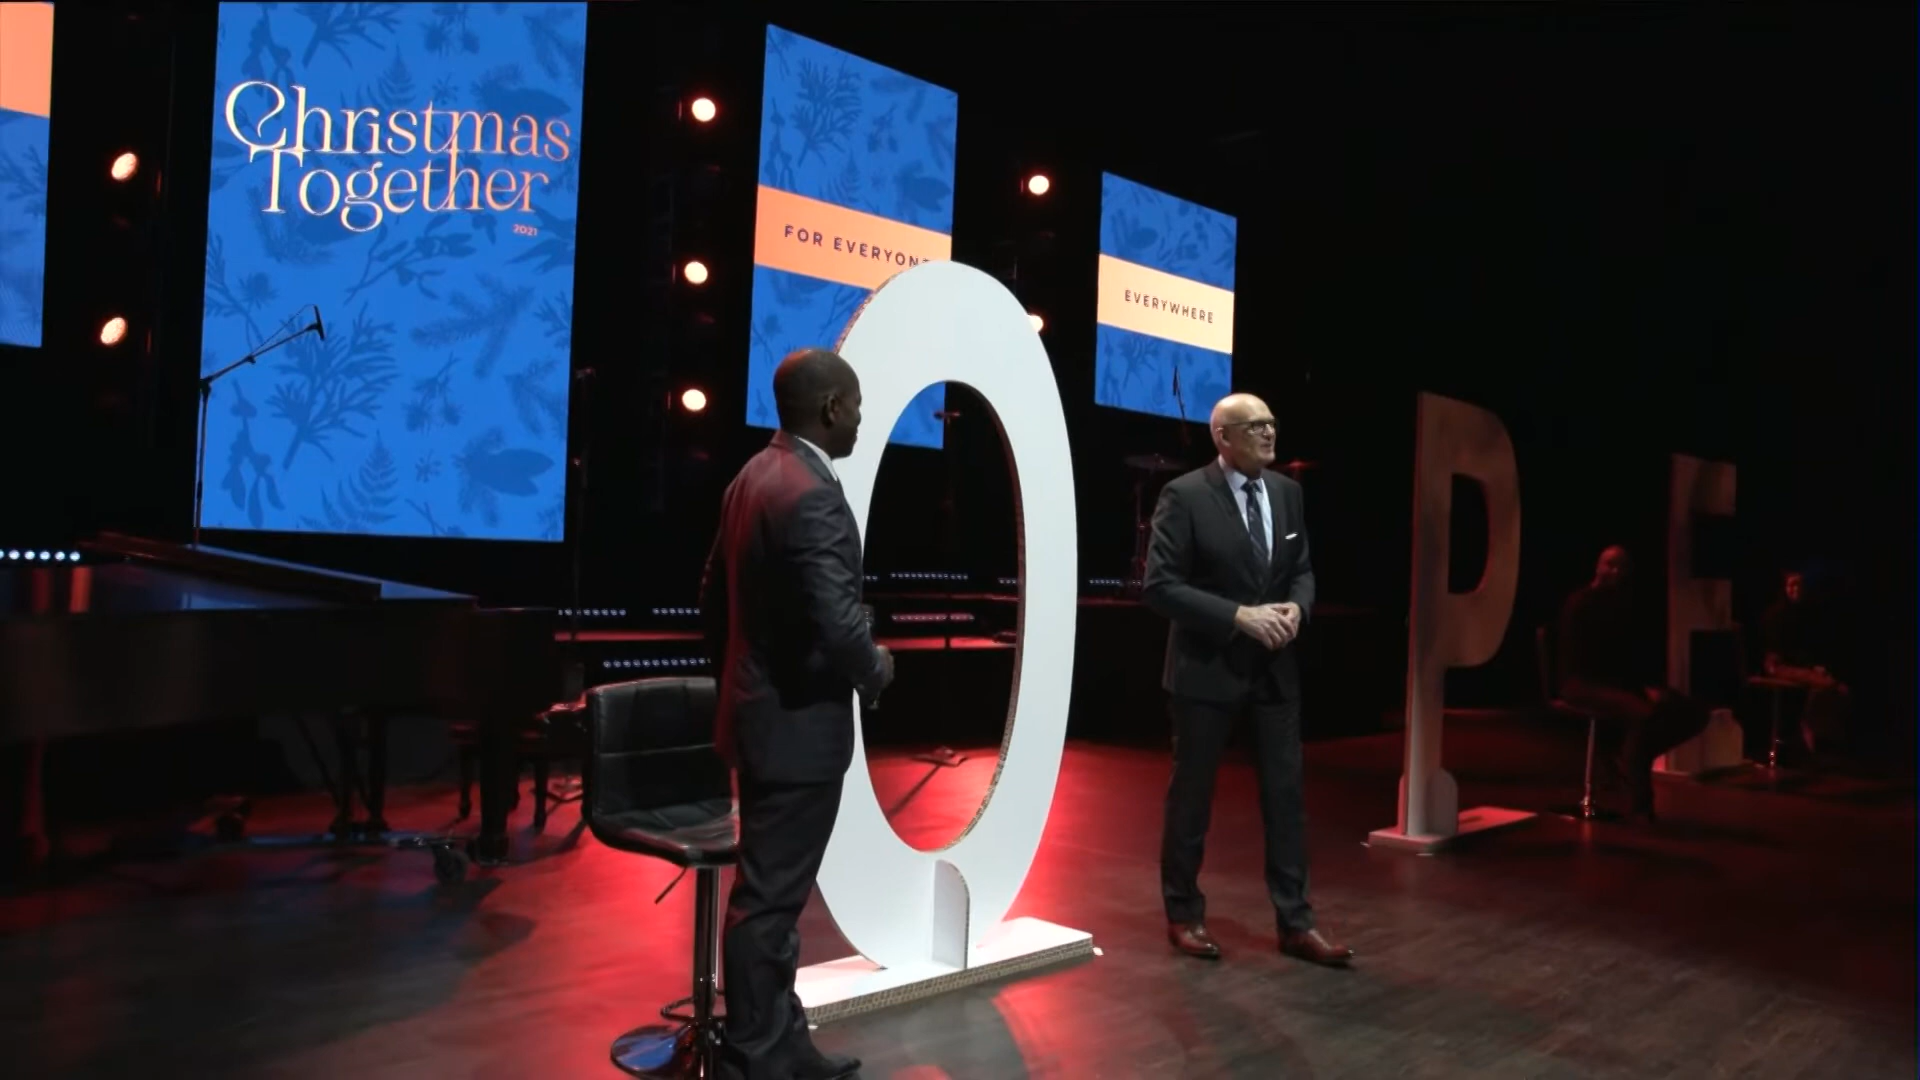 Christmas
Together
2021
FOR EVERYONE
EVERYWHERE
O
P
E